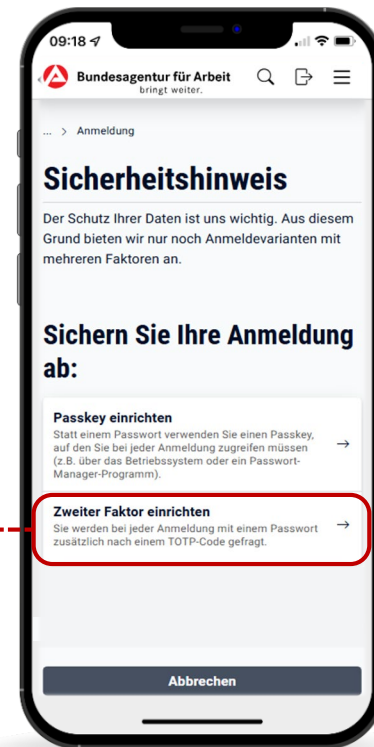 09:18
Bundesagentur für Arbeit
bringt weiter.
... > Anmeldung
Sicherheitshinweis
Der Schutz Ihrer Daten ist uns wichtig. Aus diesem
Grund bieten wir nur noch Anmeldevarianten mit
mehreren Faktoren an.
Sichern Sie Ihre Anmeldung
ab:
Passkey einrichten
Statt einem Passwort verwenden Sie einen Passkey,
auf den Sie bei jeder Anmeldung zugreifen müssen
(z.B. über das Betriebssystem oder ein Passwort-
Manager-Programm).
Zweiter Faktor einrichten
Sie werden bei jeder Anmeldung mit einem Passwort
zusätzlich nach einem TOTP-Code gefragt.
Abbrechen